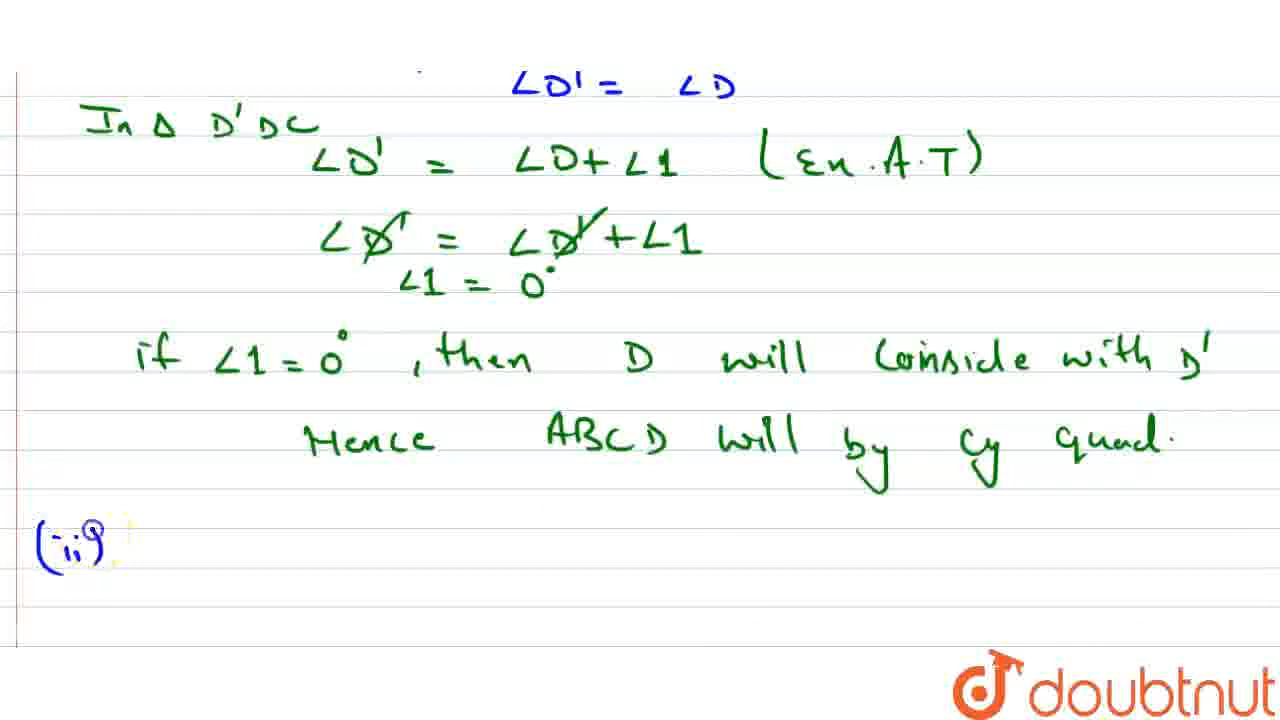 ∠D' = ∠D
In Δ D'DC
∠D' = ∠D + ∠1 (Ex. A.T)
∠D' = ∠D' + ∠1
∠1 = 0°
if ∠1 = 0°, then D will Coinside with D'
Hence ABCD will by Cy quad.
(ii)
doubtnut